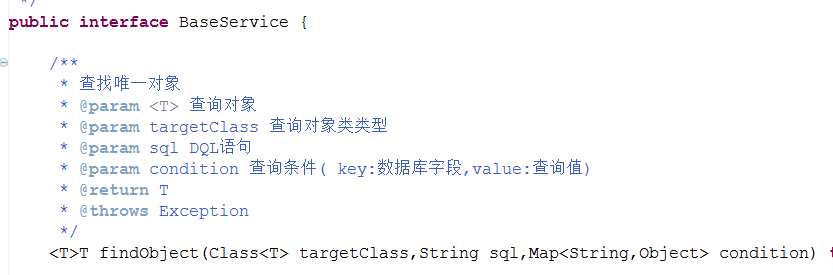 */
public interface BaseService {
/**
* 查找唯一对象
* @param <T> 查询对象
* @param targetClass 查询对象类类型
* @param sql DQL语句
* @param condition 查询条件( key:数据库字段,value:查询值)
* @return T
* @throws Exception
*/
<T>T findObject(Class<T> targetClass,String sql,Map<String,Object> condition)